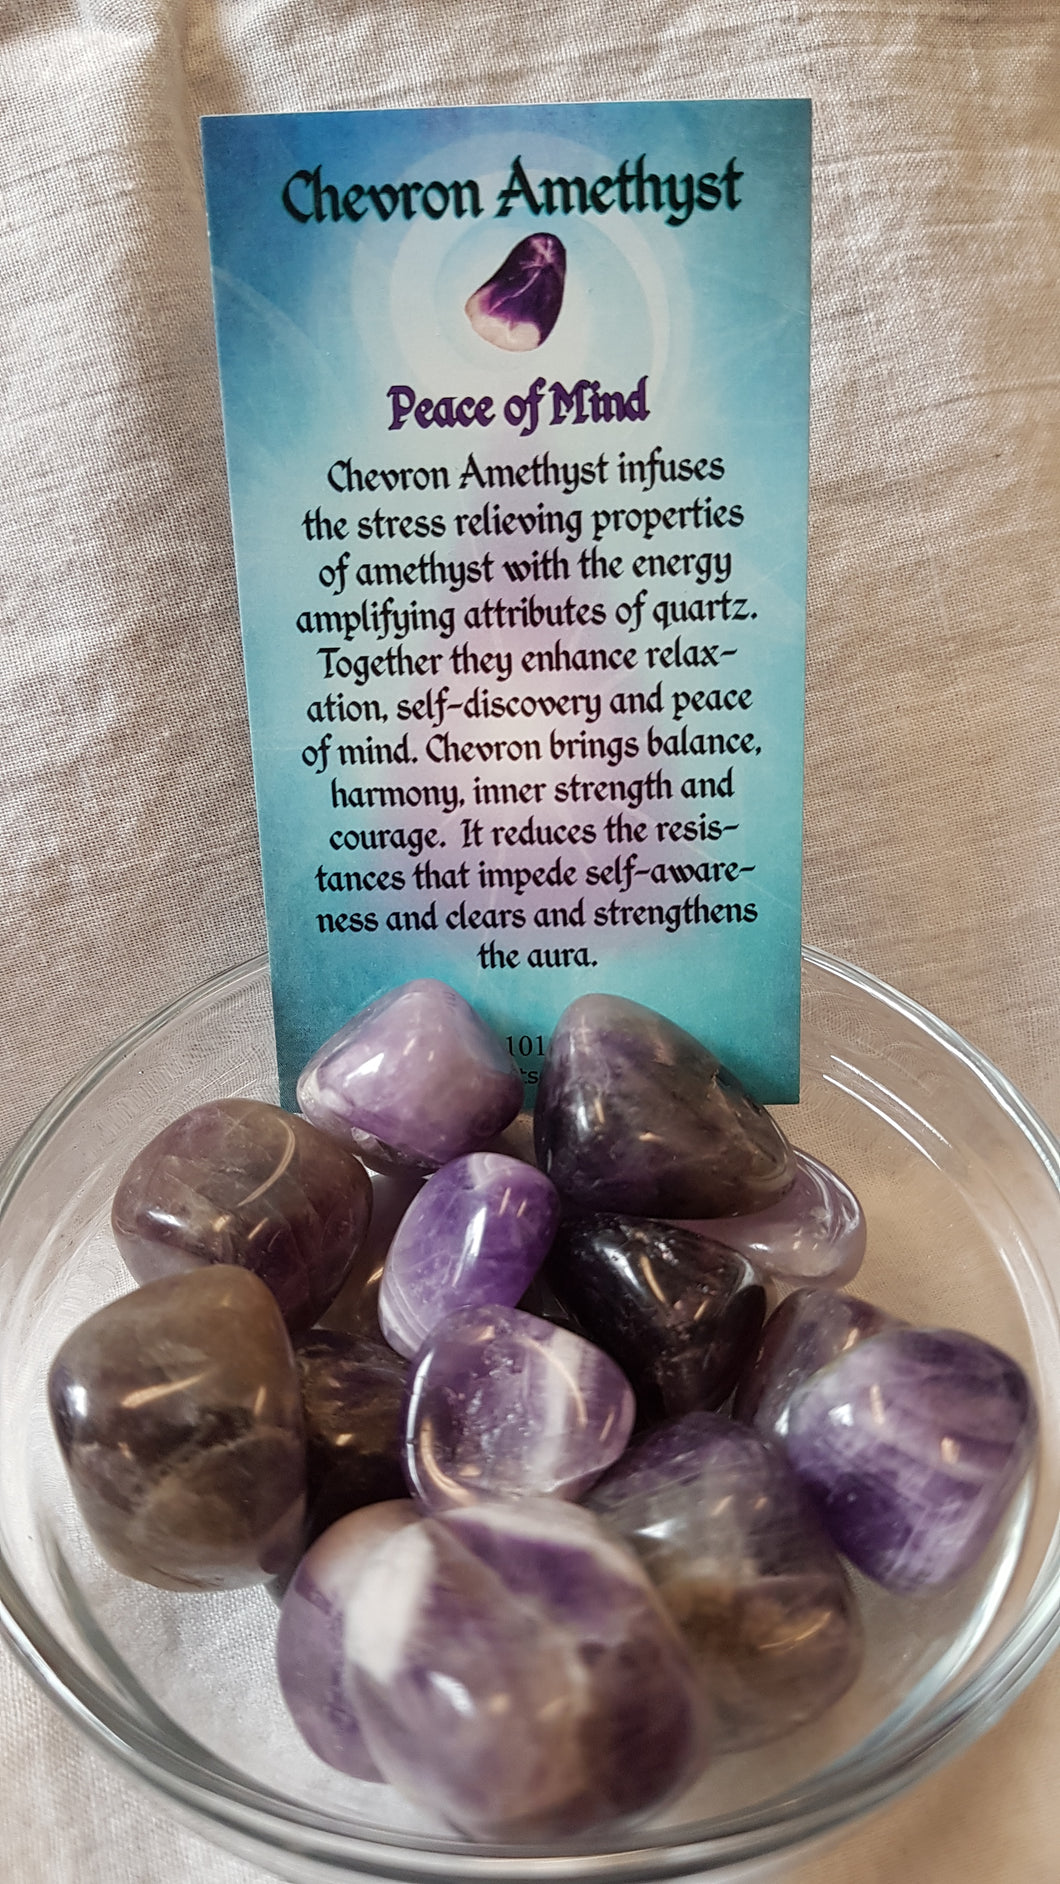 Chevron Amethyst
Peace of Mind
Chevron Amethyst infuses
the stress relieving properties
of amethyst with the energy
amplifying attributes of quartz.
Together they enhance relax-
ation, self-discovery and peace
of mind. Chevron brings balance,
harmony, inner strength and
courage. It reduces the resis-
tances that impede self-aware-
ness and clears and strengthens
the aura.
101